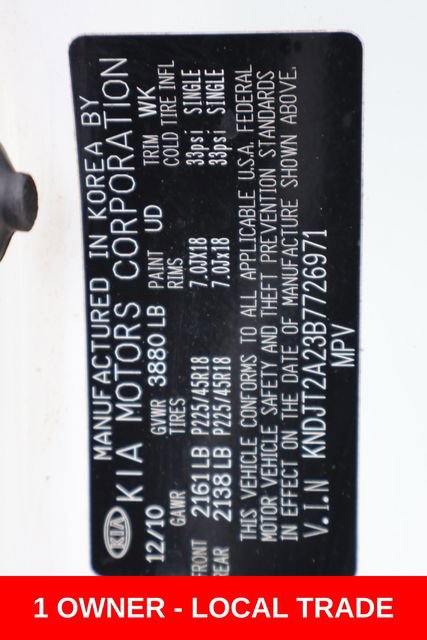 MANUFACTURED IN KOREA BY
KIA KIA MOTORS CORPORATION
12/10 GVWR 3880 LB PAINT UD TRIM WK
GAWR TIRES RIMS COLD TIRE INFL
FRONT 2161 LB P225/45R18 7.0JX18 33psi SINGLE
REAR 2138 LB P225/45R18 7.0Jx18 33psi SINGLE
THIS VEHICLE CONFORMS TO ALL APPLICABLE U.S.A. FEDERAL
MOTOR VEHICLE SAFETY AND THEFT PREVENTION STANDARDS
IN EFFECT ON THE DATE OF MANUFACTURE SHOWN ABOVE.
V.I.N KNDJT2A23B7726971
MPV
1 OWNER - LOCAL TRADE